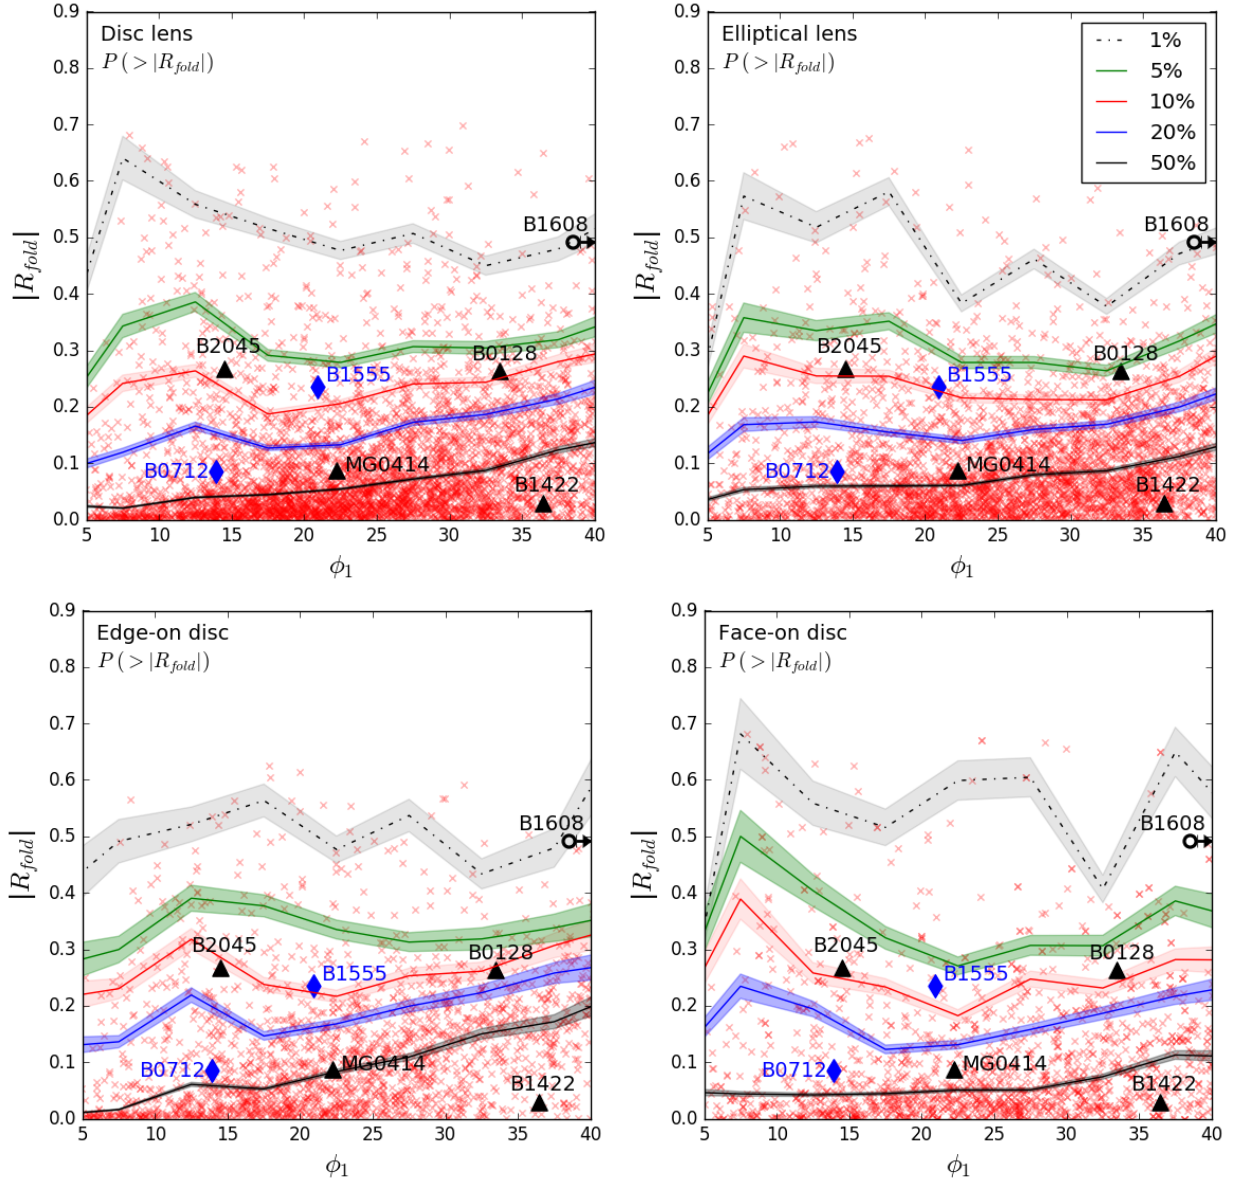 Disc lens
P(>|R_fold|)
0.9
0.8
0.7
0.6
0.5
0.4
0.3
0.2
0.1
0.0
|R_fold|
B1608
B2045
B0128
B1555
B0712
MG0414
B1422
5 10 15 20 25 30 35 40
ϕ₁
Elliptical lens
P(>|R_fold|)
1%
5%
10%
20%
50%
0.9
0.8
0.7
0.6
0.5
0.4
0.3
0.2
0.1
0.0
|R_fold|
B1608
B2045
B0128
B1555
B0712
MG0414
B1422
5 10 15 20 25 30 35 40
ϕ₁
Edge-on disc
P(>|R_fold|)
0.9
0.8
0.7
0.6
0.5
0.4
0.3
0.2
0.1
0.0
|R_fold|
B1608
B2045
B0128
B1555
B0712
MG0414
B1422
5 10 15 20 25 30 35 40
ϕ₁
Face-on disc
P(>|R_fold|)
0.9
0.8
0.7
0.6
0.5
0.4
0.3
0.2
0.1
0.0
|R_fold|
B1608
B2045
B0128
B1555
B0712
MG0414
B1422
5 10 15 20 25 30 35 40
ϕ₁